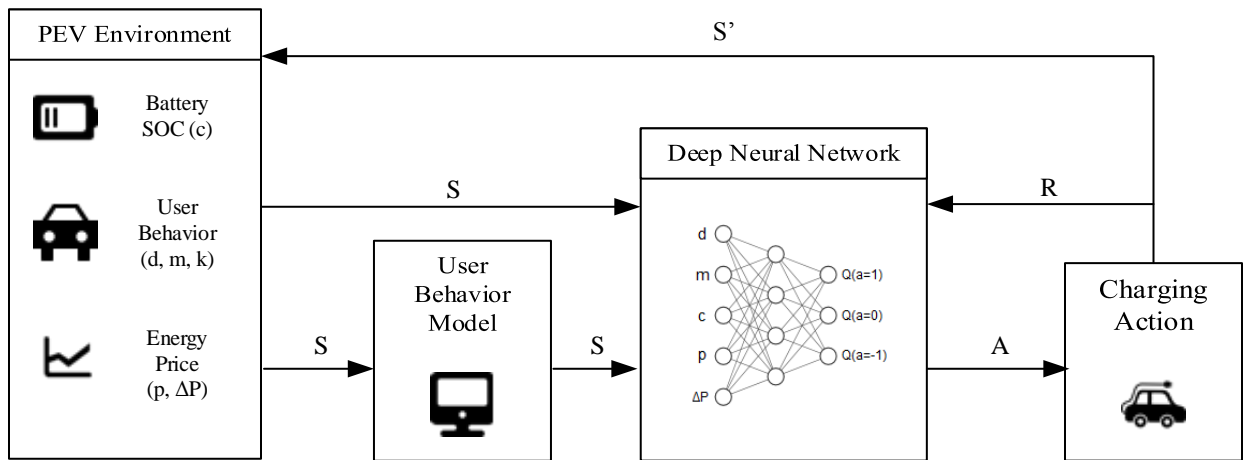 PEV Environment
Battery
SOC (c)
User
Behavior
(d, m, k)
Energy
Price
(p, ΔP)
S’
S
S
User
Behavior
Model
S
Deep Neural Network
d
m
c
p
ΔP
Q(a=1)
Q(a=0)
Q(a=-1)
R
A
Charging
Action